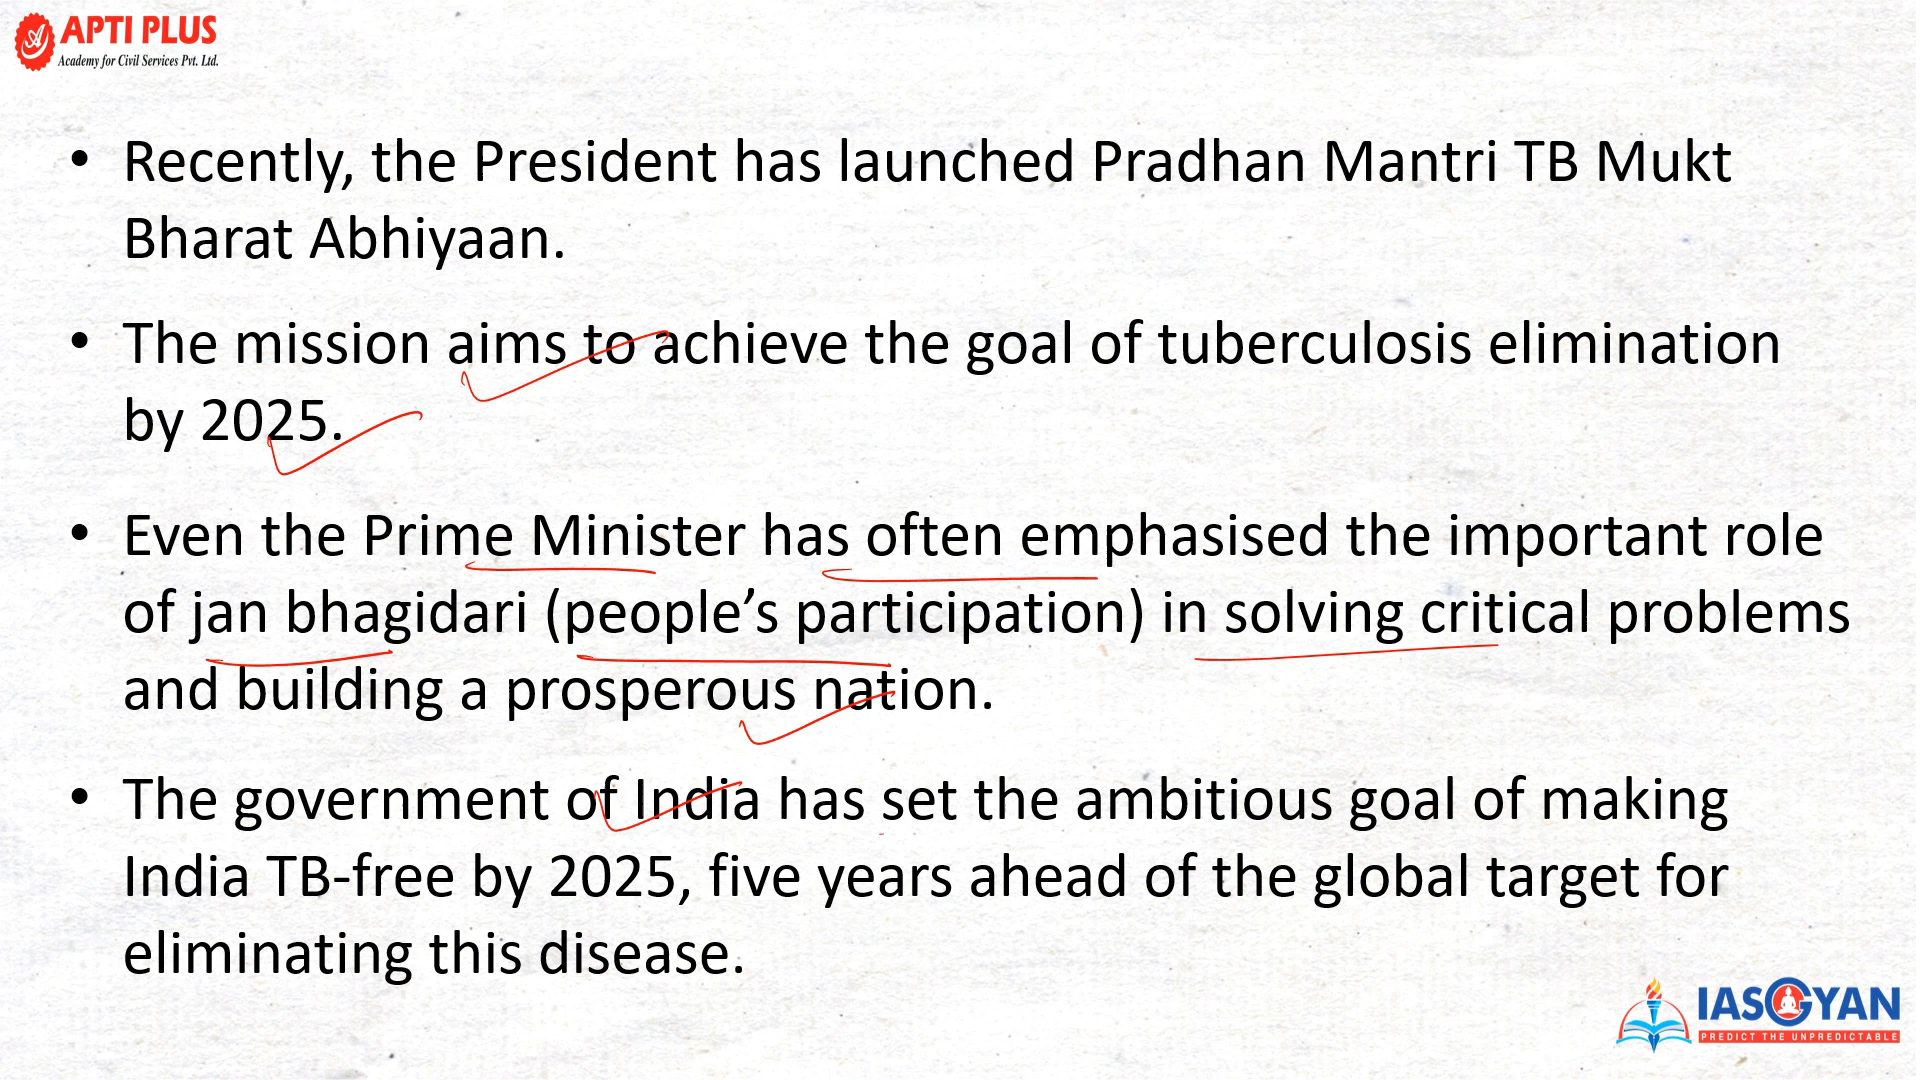 APTI PLUS
Academy for Civil Services Pvt. Ltd.
• Recently, the President has launched Pradhan Mantri TB Mukt
Bharat Abhiyaan.
• The mission aims to achieve the goal of tuberculosis elimination
by 2025.
• Even the Prime Minister has often emphasised the important role
of jan bhagidari (people’s participation) in solving critical problems
and building a prosperous nation.
• The government of India has set the ambitious goal of making
India TB-free by 2025, five years ahead of the global target for
eliminating this disease.
IASGYAN
PREDICT THE UNPREDICTABLE